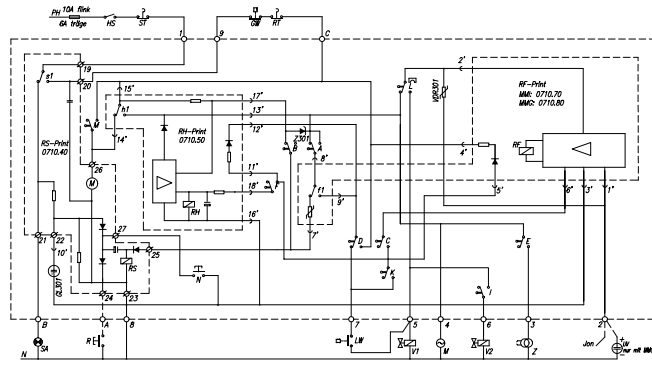 PH 10A flink
6A träge
HS
ST
GW
RT
1
9
C
19
20
s1
RS-Print
0710.40
M
14'
15'
h1
26
M
RH-Print
0710.50
RH
17'
13'
12'
11'
18'
16'
F
Z301
B
A
8'
f1
9'
7'
L
VDR301
2'
4'
5'
RF-Print
MMI: 0710.70
MMG: 0710.80
RF
6'
3'
1'
21
22
10'
GL301
27
25
RS
24
23
N
D
C
K
E
I
B
A
8
7
5
4
6
3
2
SA
R
LW
V1
M
V2
Z
Jon
UV
nur mit MMG
N